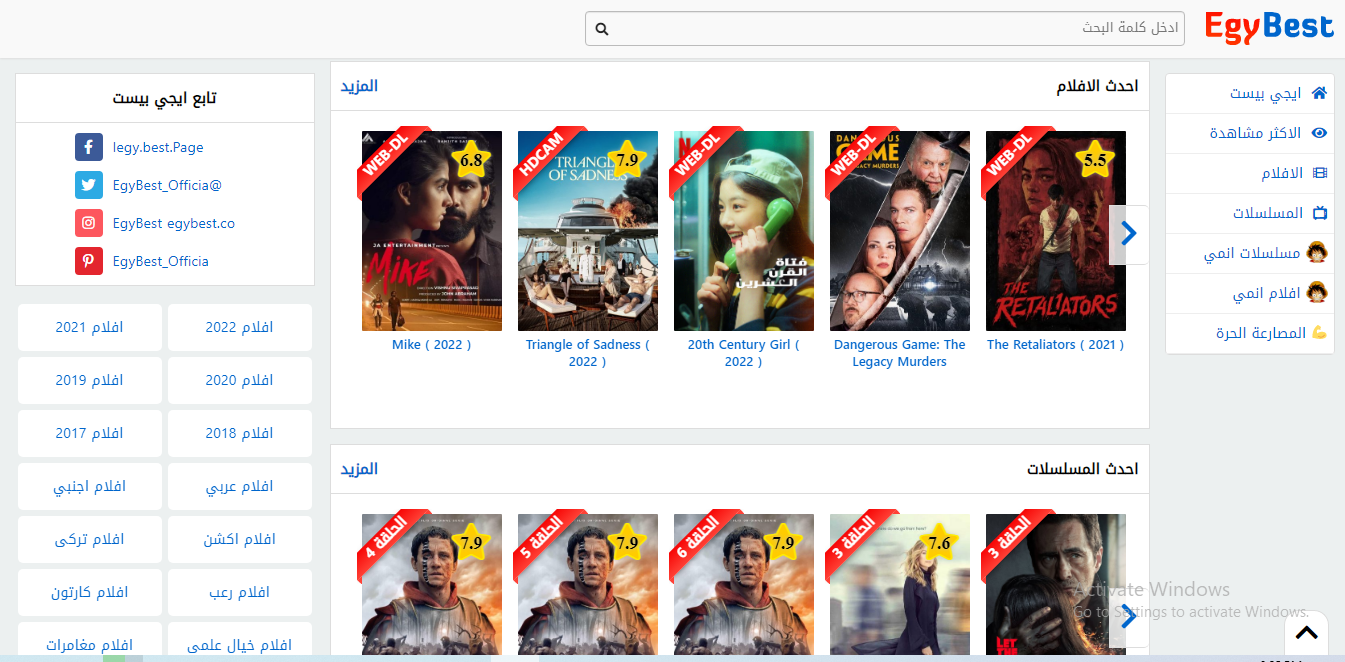 EgyBest
ادخل كلمة البحث
ايجي بيست
الاكثر مشاهدة
الافلام
المسلسلات
مسلسلات انمي
افلام انمي
المصارعة الحرة
احدث الافلام
المزيد
WEB-DL
5.5
THE RETALIATORS
The Retaliators ( 2021 )
WEB-DL
DANGEROUS
GAME
LEGACY MURDERS
Dangerous Game: The
Legacy Murders
WEB-DL
فتاة
القرن
العشرين
20th Century Girl (
2022 )
HDCAM
7.9
TRIANGLE
OF SADNESS
Triangle of Sadness (
2022 )
WEB-DL
6.8
JA ENTERTAINMENT
MIKE
Mike ( 2022 )
احدث المسلسلات
المزيد
الحلقة 3
الحلقة 3
7.6
الحلقة 6
7.9
الحلقة 5
7.9
الحلقة 4
7.9
تابع ايجي بيست
legy.best.Page
EgyBest_Officia@
EgyBest egybest.co
EgyBest_Officia
افلام 2022
افلام 2021
افلام 2020
افلام 2019
افلام 2018
افلام 2017
افلام عربي
افلام اجنبي
افلام اكشن
افلام تركى
افلام رعب
افلام كارتون
افلام خيال علمى
افلام مغامرات
Activate Windows
Go to Settings to activate Windows.